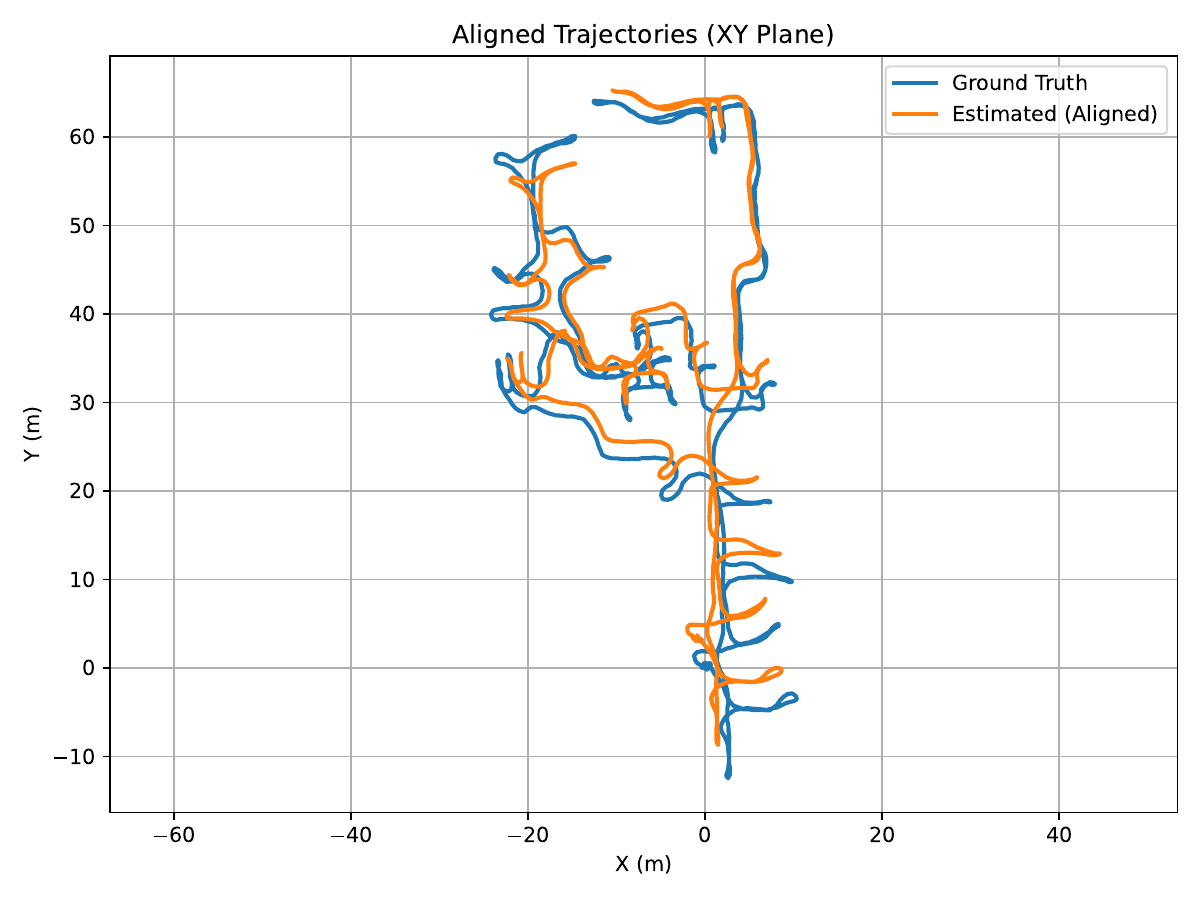 Aligned Trajectories (XY Plane)
Ground Truth
Estimated (Aligned)
60
50
40
30
20
10
0
−10
Y (m)
−60
−40
−20
0
20
40
X (m)